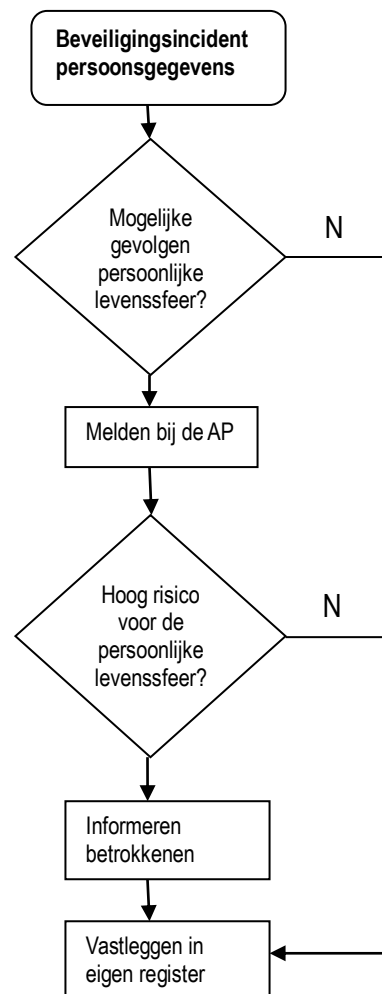 Beveiligingsincident
persoonsgegevens
Mogelijke
gevolgen
persoonlijke
levenssfeer?
N
Melden bij de AP
Hoog risico
voor de
persoonlijke
levenssfeer?
N
Informeren
betrokkenen
Vastleggen in
eigen register